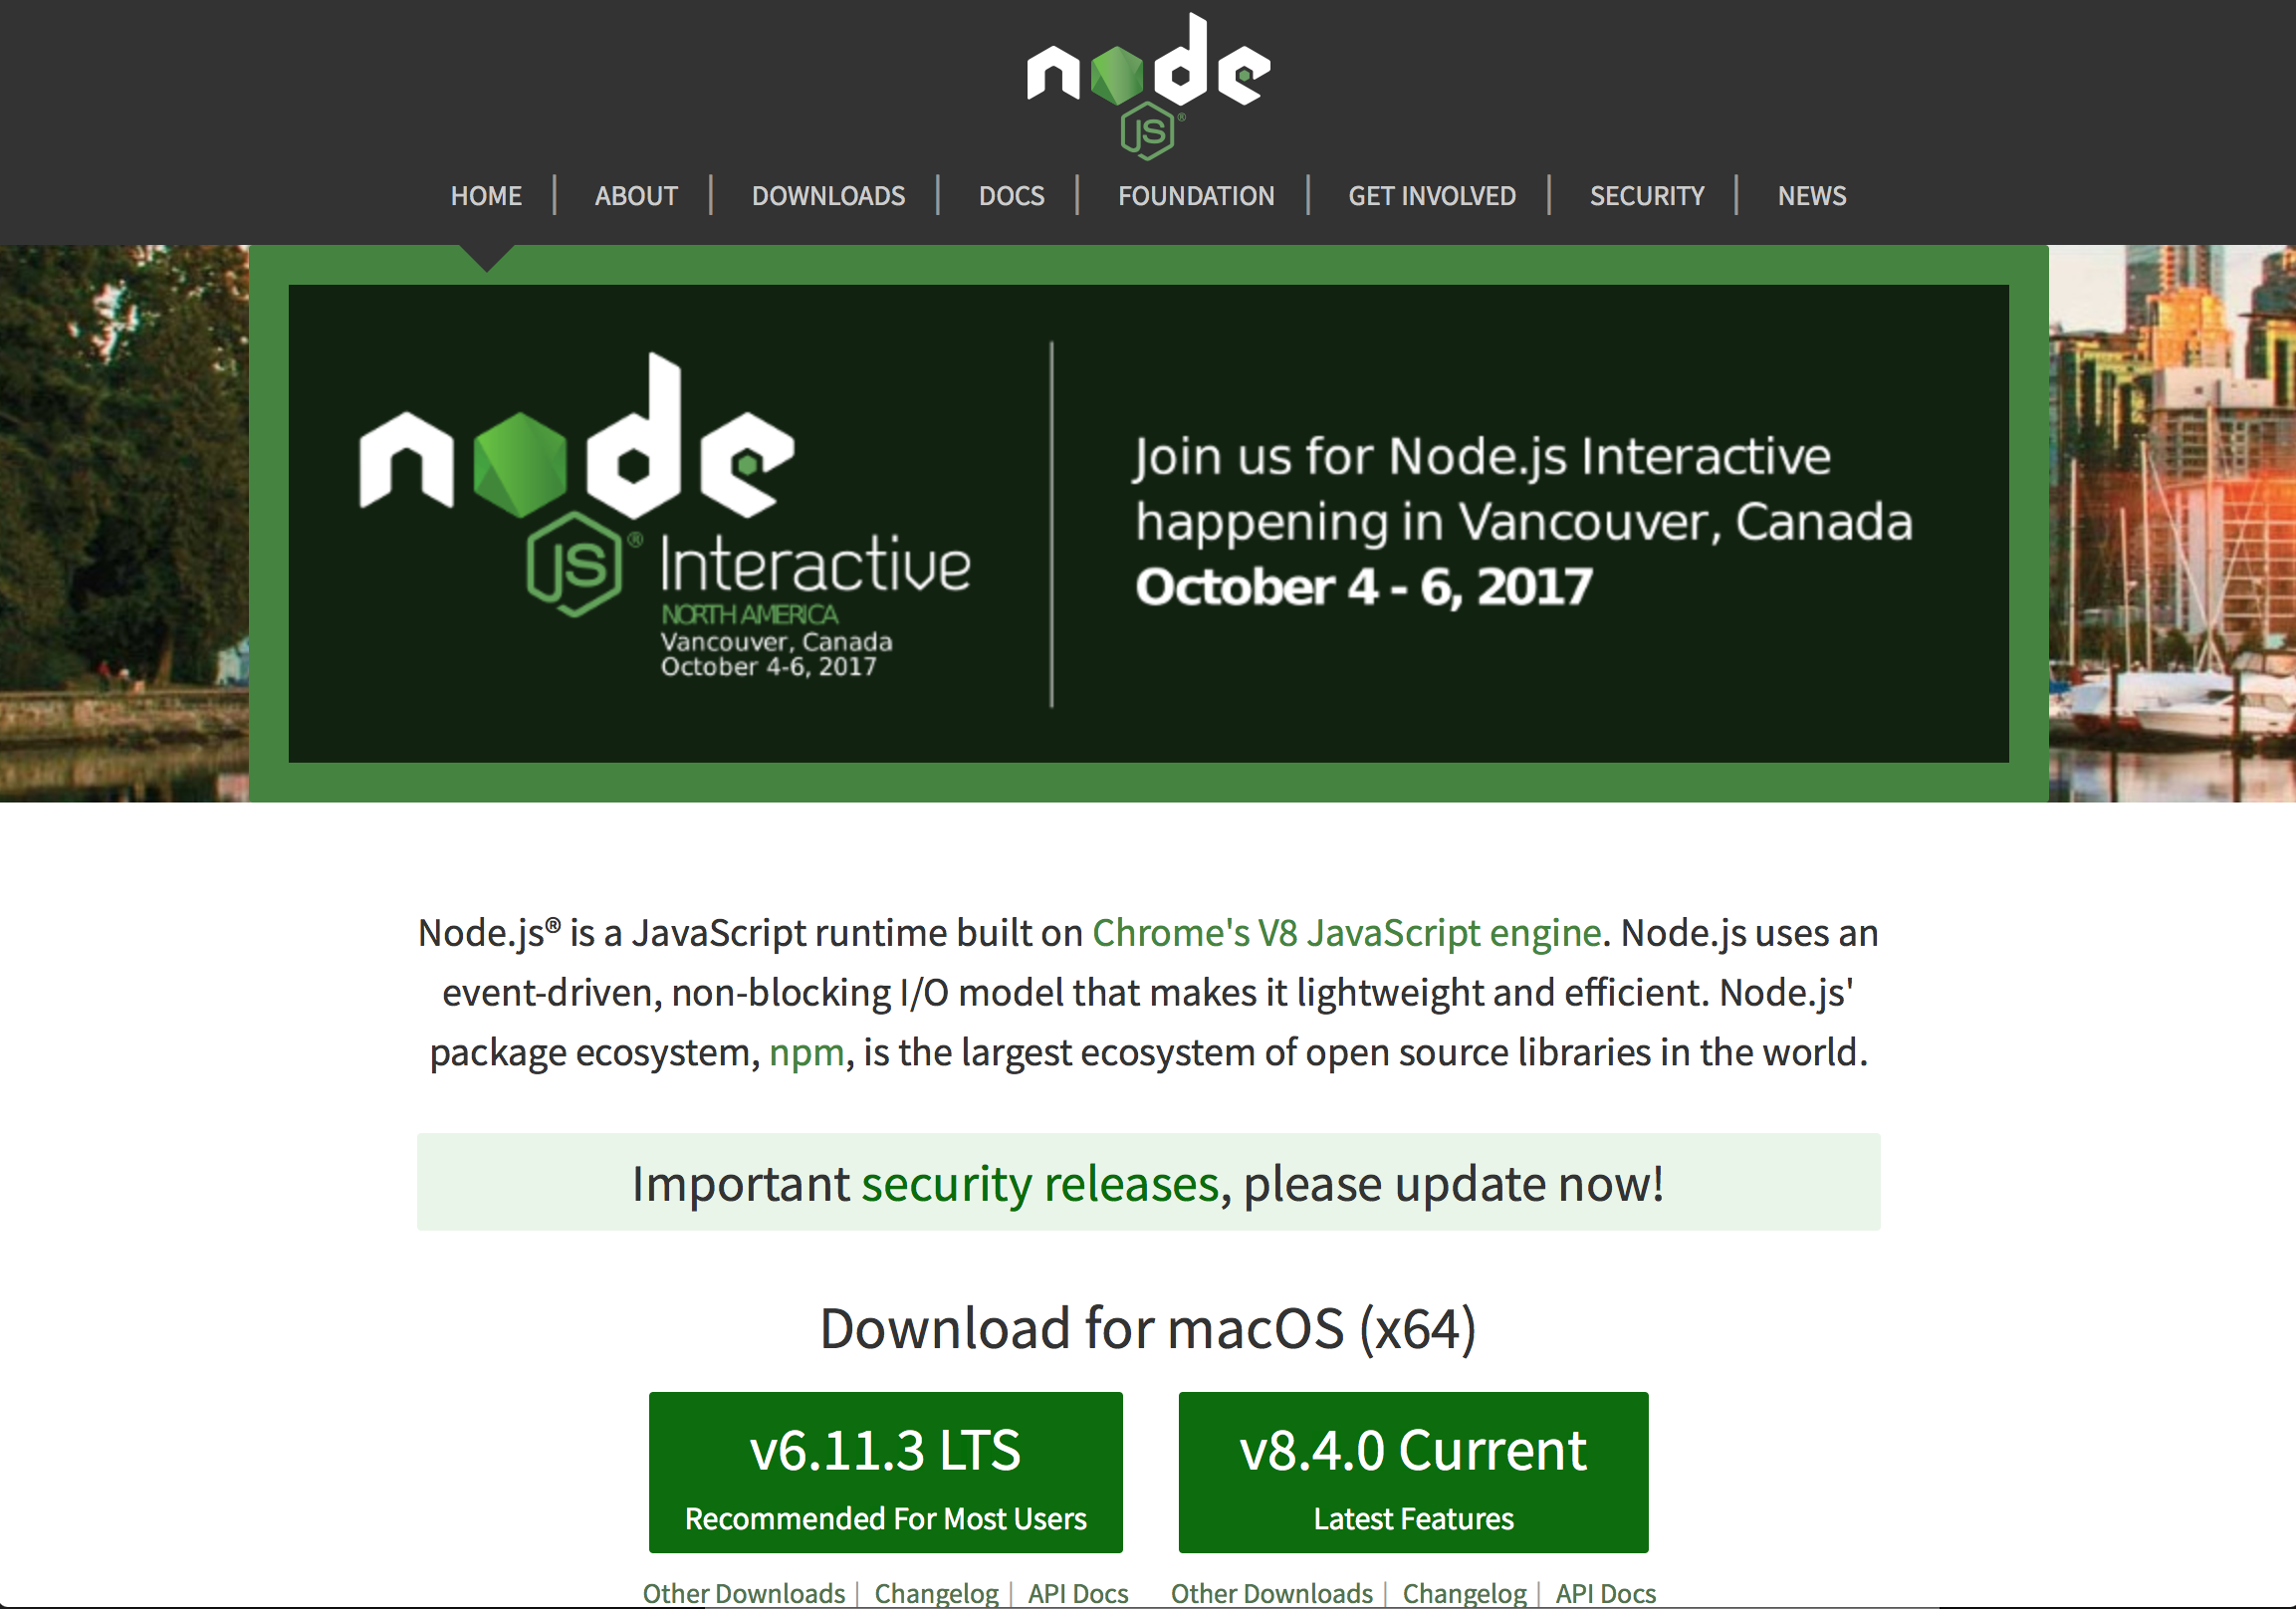 node
JS®
HOME | ABOUT | DOWNLOADS | DOCS | FOUNDATION | GET INVOLVED | SECURITY | NEWS
node
JS® Interactive
NORTH AMERICA
Vancouver, Canada
October 4-6, 2017
Join us for Node.js Interactive
happening in Vancouver, Canada
October 4 - 6, 2017
Node.js® is a JavaScript runtime built on Chrome's V8 JavaScript engine. Node.js uses an
event-driven, non-blocking I/O model that makes it lightweight and efficient. Node.js'
package ecosystem, npm, is the largest ecosystem of open source libraries in the world.
Important security releases, please update now!
Download for macOS (x64)
v6.11.3 LTS
Recommended For Most Users
v8.4.0 Current
Latest Features
Other Downloads | Changelog | API Docs
Other Downloads | Changelog | API Docs